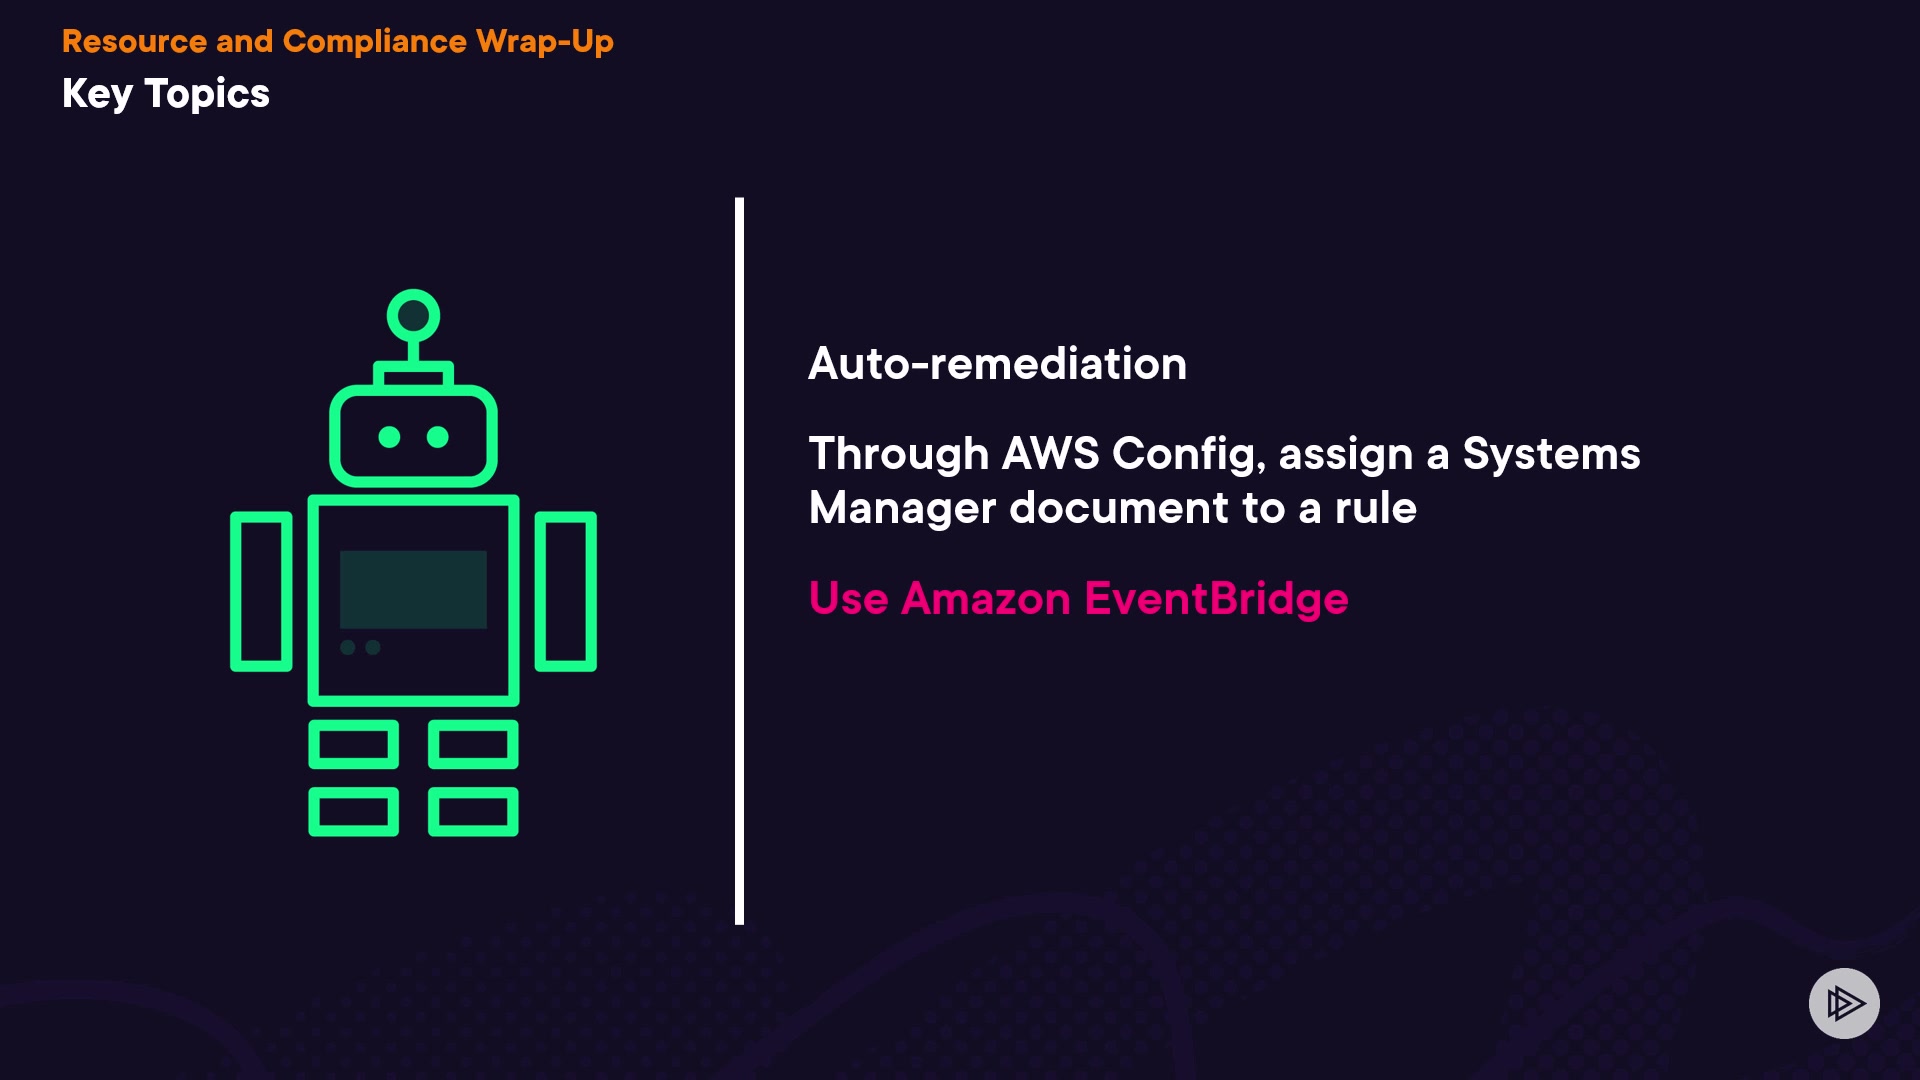 Resource and Compliance Wrap-Up
Key Topics
Auto-remediation
Through AWS Config, assign a Systems
Manager document to a rule
Use Amazon EventBridge